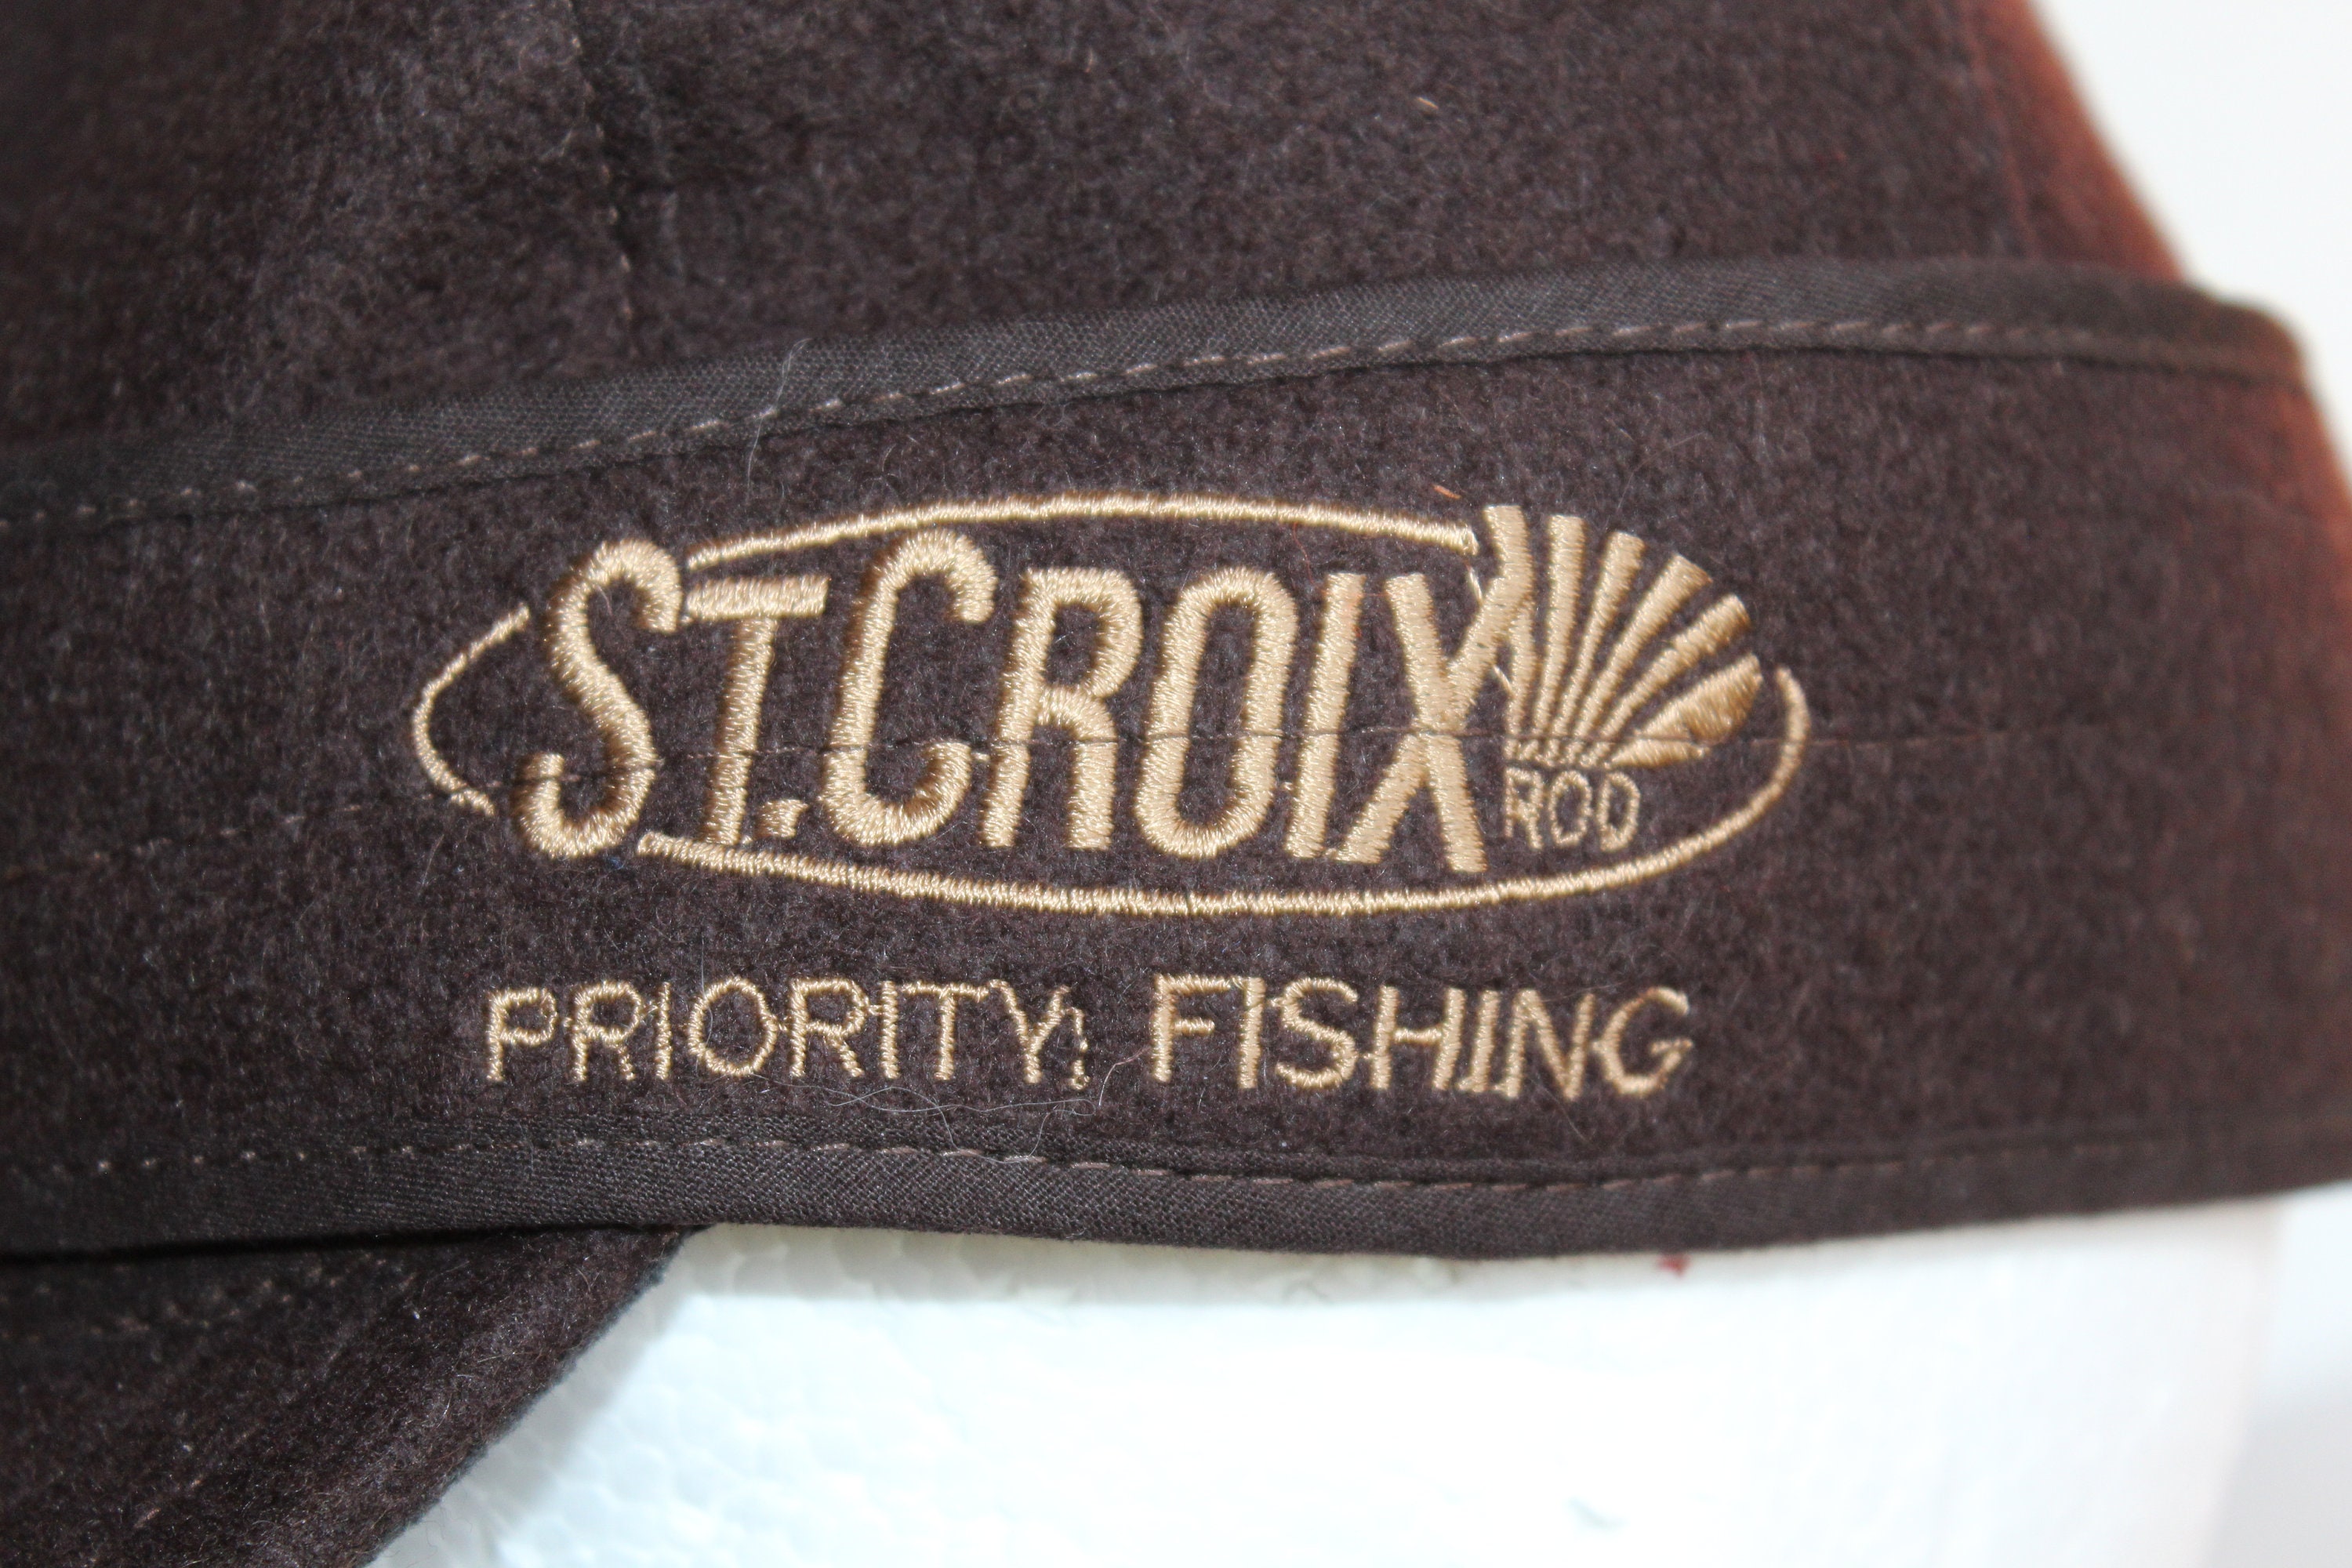 ST.CROIX
ROD
PRIORITY, FISHING